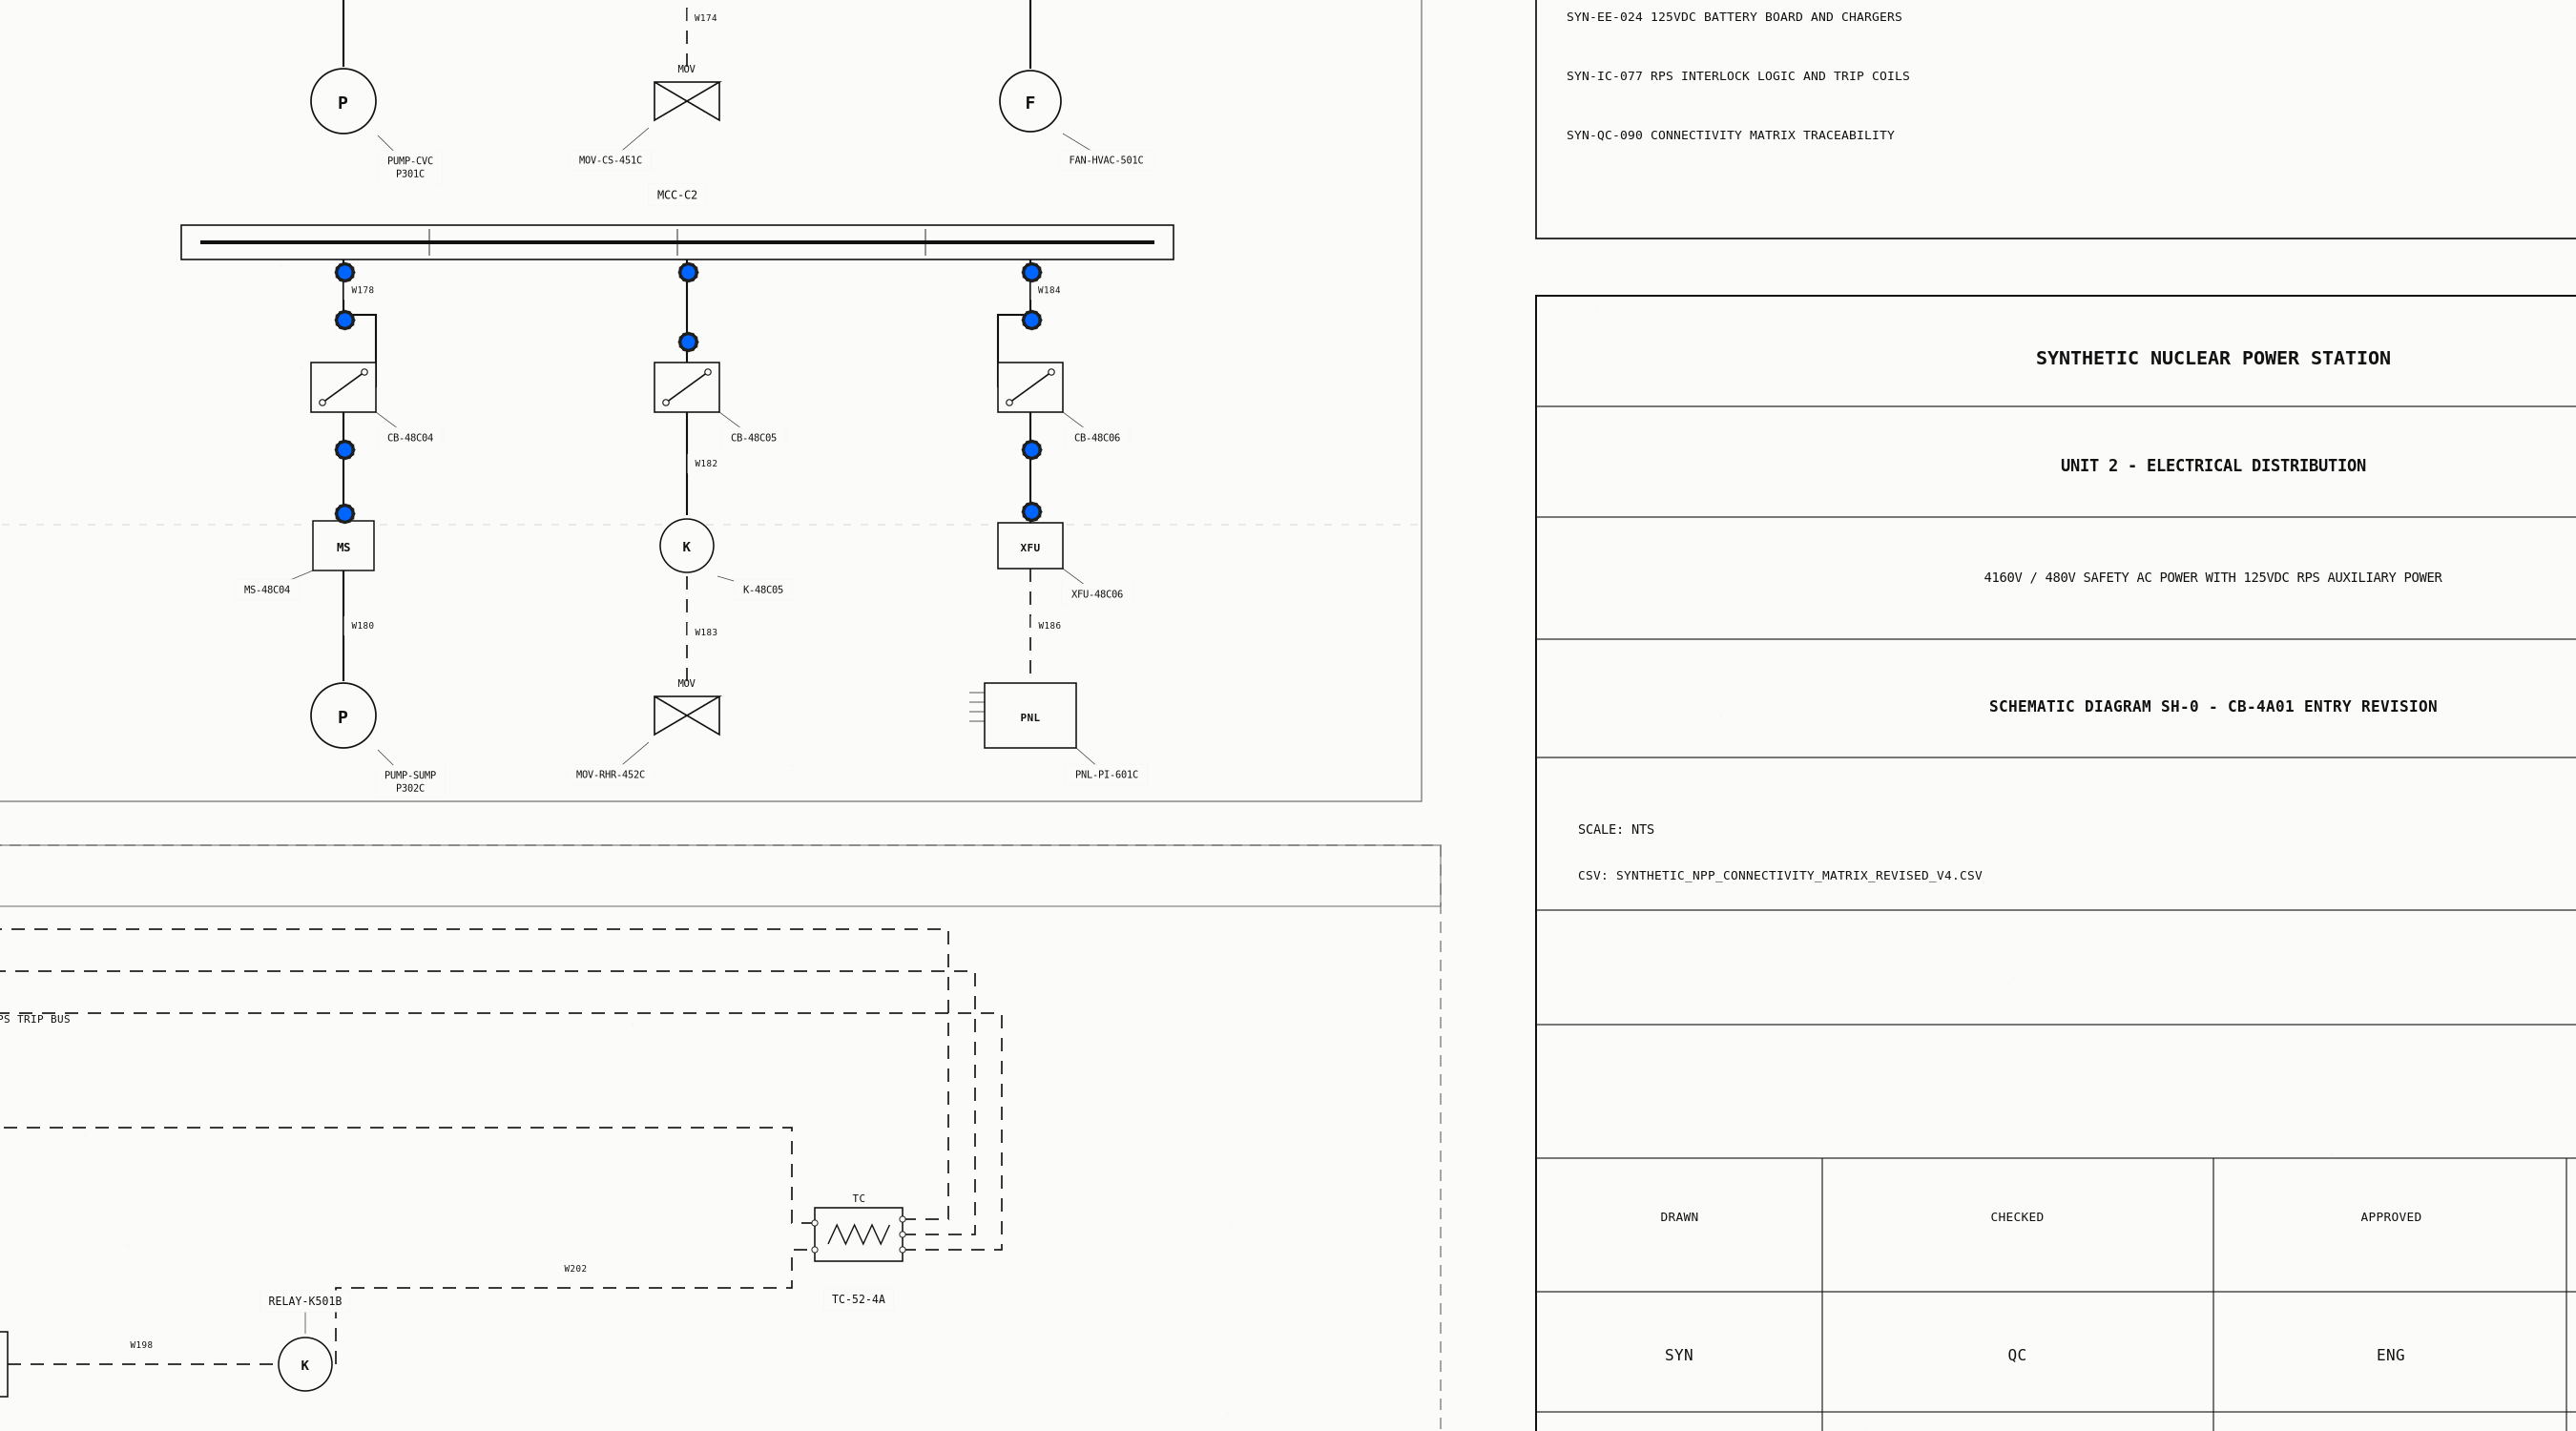 W174
MOV
P
F
PUMP-CVC
P301C
MOV-CS-451C
FAN-HVAC-501C
MCC-C2
W178
W184
CB-48C04
CB-48C05
CB-48C06
W182
MS
K
XFU
MS-48C04
K-48C05
XFU-48C06
W180
W183
W186
MOV
P
PNL
PUMP-SUMP
P302C
MOV-RHR-452C
PNL-PI-601C
PS TRIP BUS
TC
W202
RELAY-K501B
TC-52-4A
W198
K
SYN-EE-024 125VDC BATTERY BOARD AND CHARGERS
SYN-IC-077 RPS INTERLOCK LOGIC AND TRIP COILS
SYN-QC-090 CONNECTIVITY MATRIX TRACEABILITY
SYNTHETIC NUCLEAR POWER STATION
UNIT 2 - ELECTRICAL DISTRIBUTION
4160V / 480V SAFETY AC POWER WITH 125VDC RPS AUXILIARY POWER
SCHEMATIC DIAGRAM SH-0 - CB-4A01 ENTRY REVISION
SCALE: NTS
CSV: SYNTHETIC_NPP_CONNECTIVITY_MATRIX_REVISED_V4.CSV
DRAWN
CHECKED
APPROVED
SYN
QC
ENG